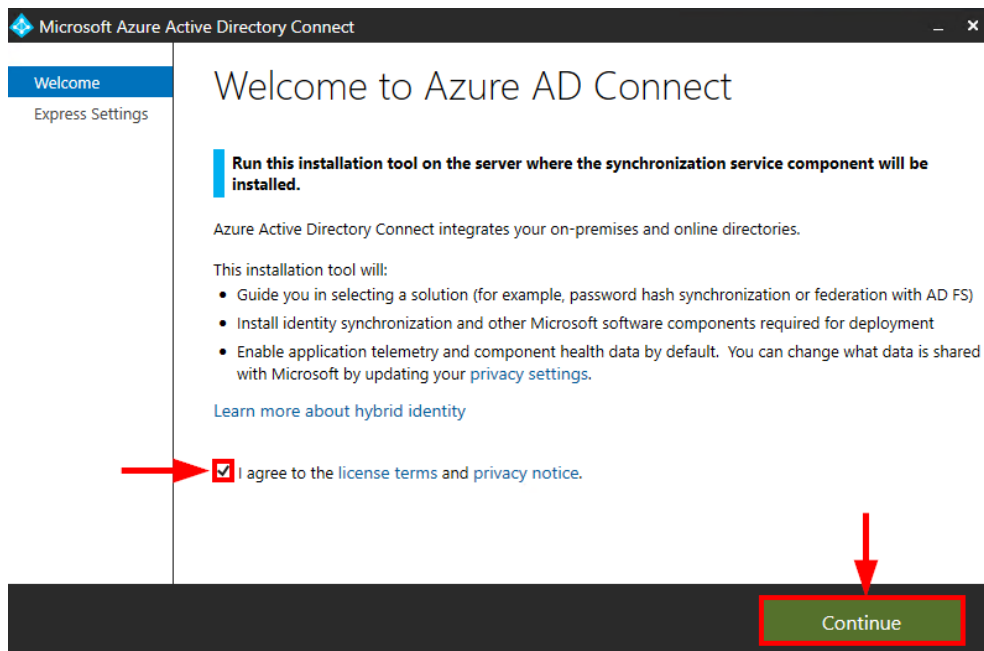 Microsoft Azure Active Directory Connect
Welcome
Express Settings
Welcome to Azure AD Connect
Run this installation tool on the server where the synchronization service component will be
installed.
Azure Active Directory Connect integrates your on-premises and online directories.
This installation tool will:
• Guide you in selecting a solution (for example, password hash synchronization or federation with AD FS)
• Install identity synchronization and other Microsoft software components required for deployment
• Enable application telemetry and component health data by default. You can change what data is shared
with Microsoft by updating your privacy settings.
Learn more about hybrid identity
I agree to the license terms and privacy notice.
Continue